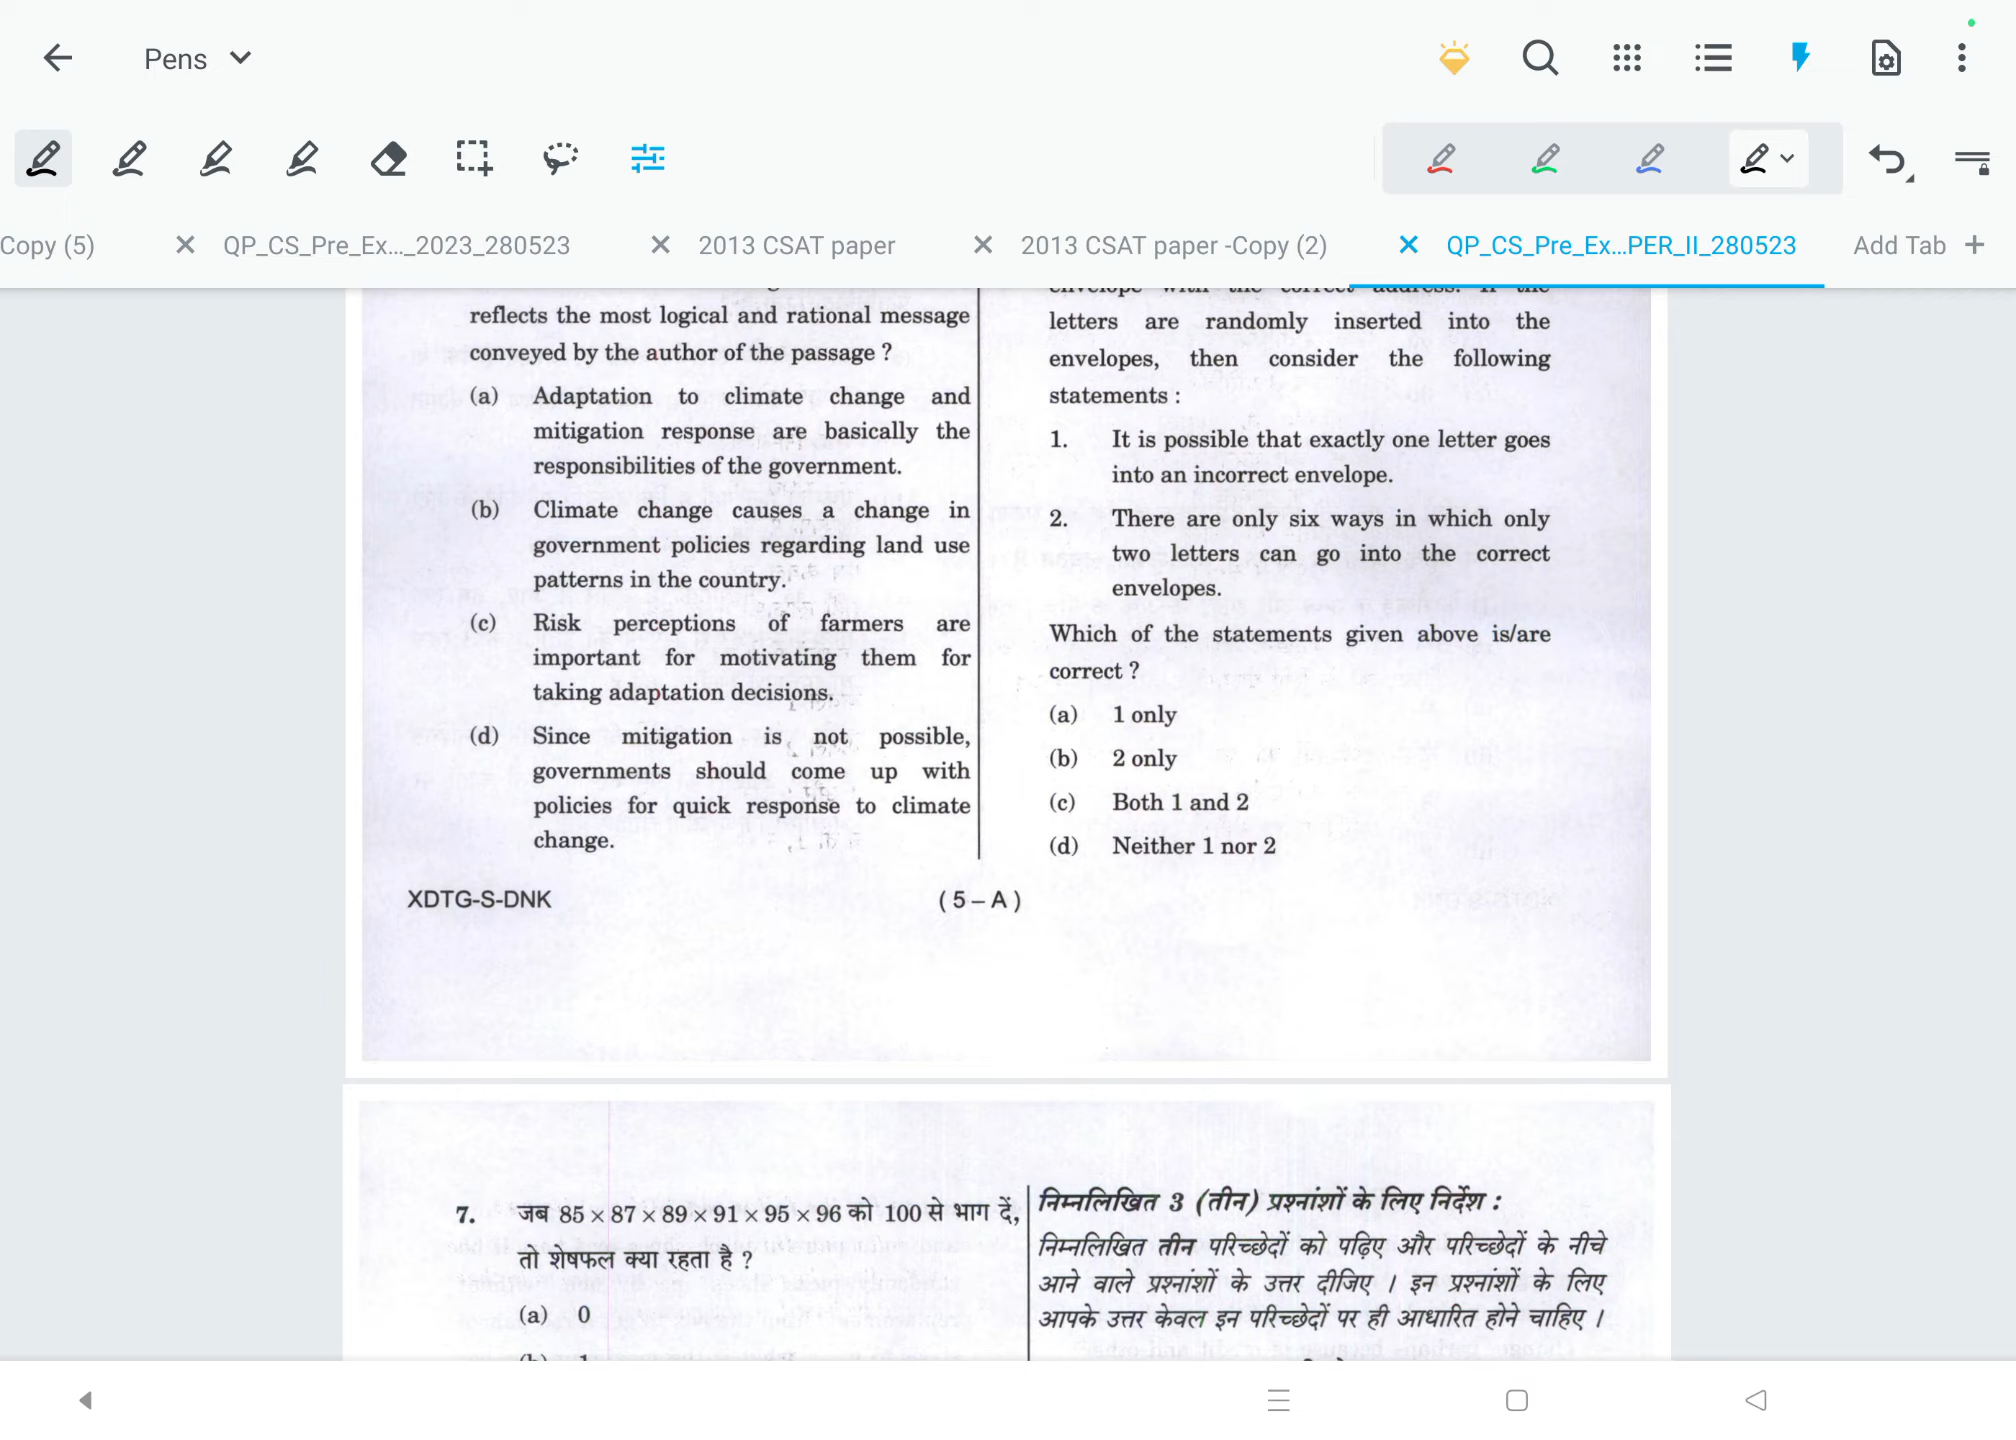 Pens
Copy (5)
QP_CS_Pre_Ex..._2023_280523
2013 CSAT paper
2013 CSAT paper -Copy (2)
QP_CS_Pre_Ex...PER_II_280523
Add Tab +
reflects the most logical and rational message
conveyed by the author of the passage ?
(a) Adaptation to climate change and
mitigation response are basically the
responsibilities of the government.
(b) Climate change causes a change in
government policies regarding land use
patterns in the country.
(c) Risk perceptions of farmers are
important for motivating them for
taking adaptation decisions.
(d) Since mitigation is not possible,
governments should come up with
policies for quick response to climate
change.
envelope with the correct address. If the
letters are randomly inserted into the
envelopes, then consider the following
statements :
1. It is possible that exactly one letter goes
into an incorrect envelope.
2. There are only six ways in which only
two letters can go into the correct
envelopes.
Which of the statements given above is/are
correct ?
(a) 1 only
(b) 2 only
(c) Both 1 and 2
(d) Neither 1 nor 2
XDTG-S-DNK
( 5 – A )
7. जब 85 × 87 × 89 × 91 × 95 × 96 को 100 से भाग दें,
तो शेषफल क्या रहता है ?
(a) 0
निम्नलिखित 3 (तीन) प्रश्नांशों के लिए निर्देश :
निम्नलिखित तीन परिच्छेदों को पढ़िए और परिच्छेदों के नीचे
आने वाले प्रश्नांशों के उत्तर दीजिए । इन प्रश्नांशों के लिए
आपके उत्तर केवल इन परिच्छेदों पर ही आधारित होने चाहिए ।